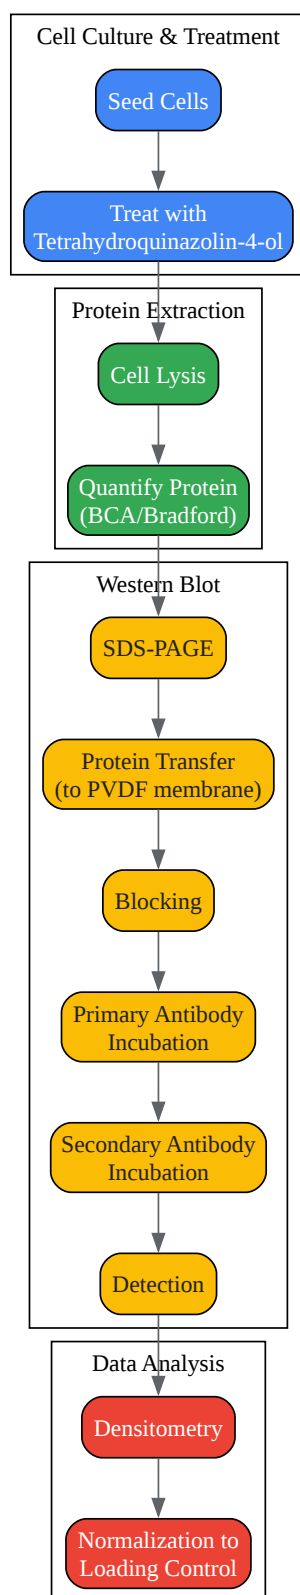 Cell Culture & Treatment
Seed Cells
Treat with
Tetrahydroquinazolin-4-ol
Protein Extraction
Cell Lysis
Quantify Protein
(BCA/Bradford)
Western Blot
SDS-PAGE
Protein Transfer
(to PVDF membrane)
Blocking
Primary Antibody
Incubation
Secondary Antibody
Incubation
Detection
Data Analysis
Densitometry
Normalization to
Loading Control